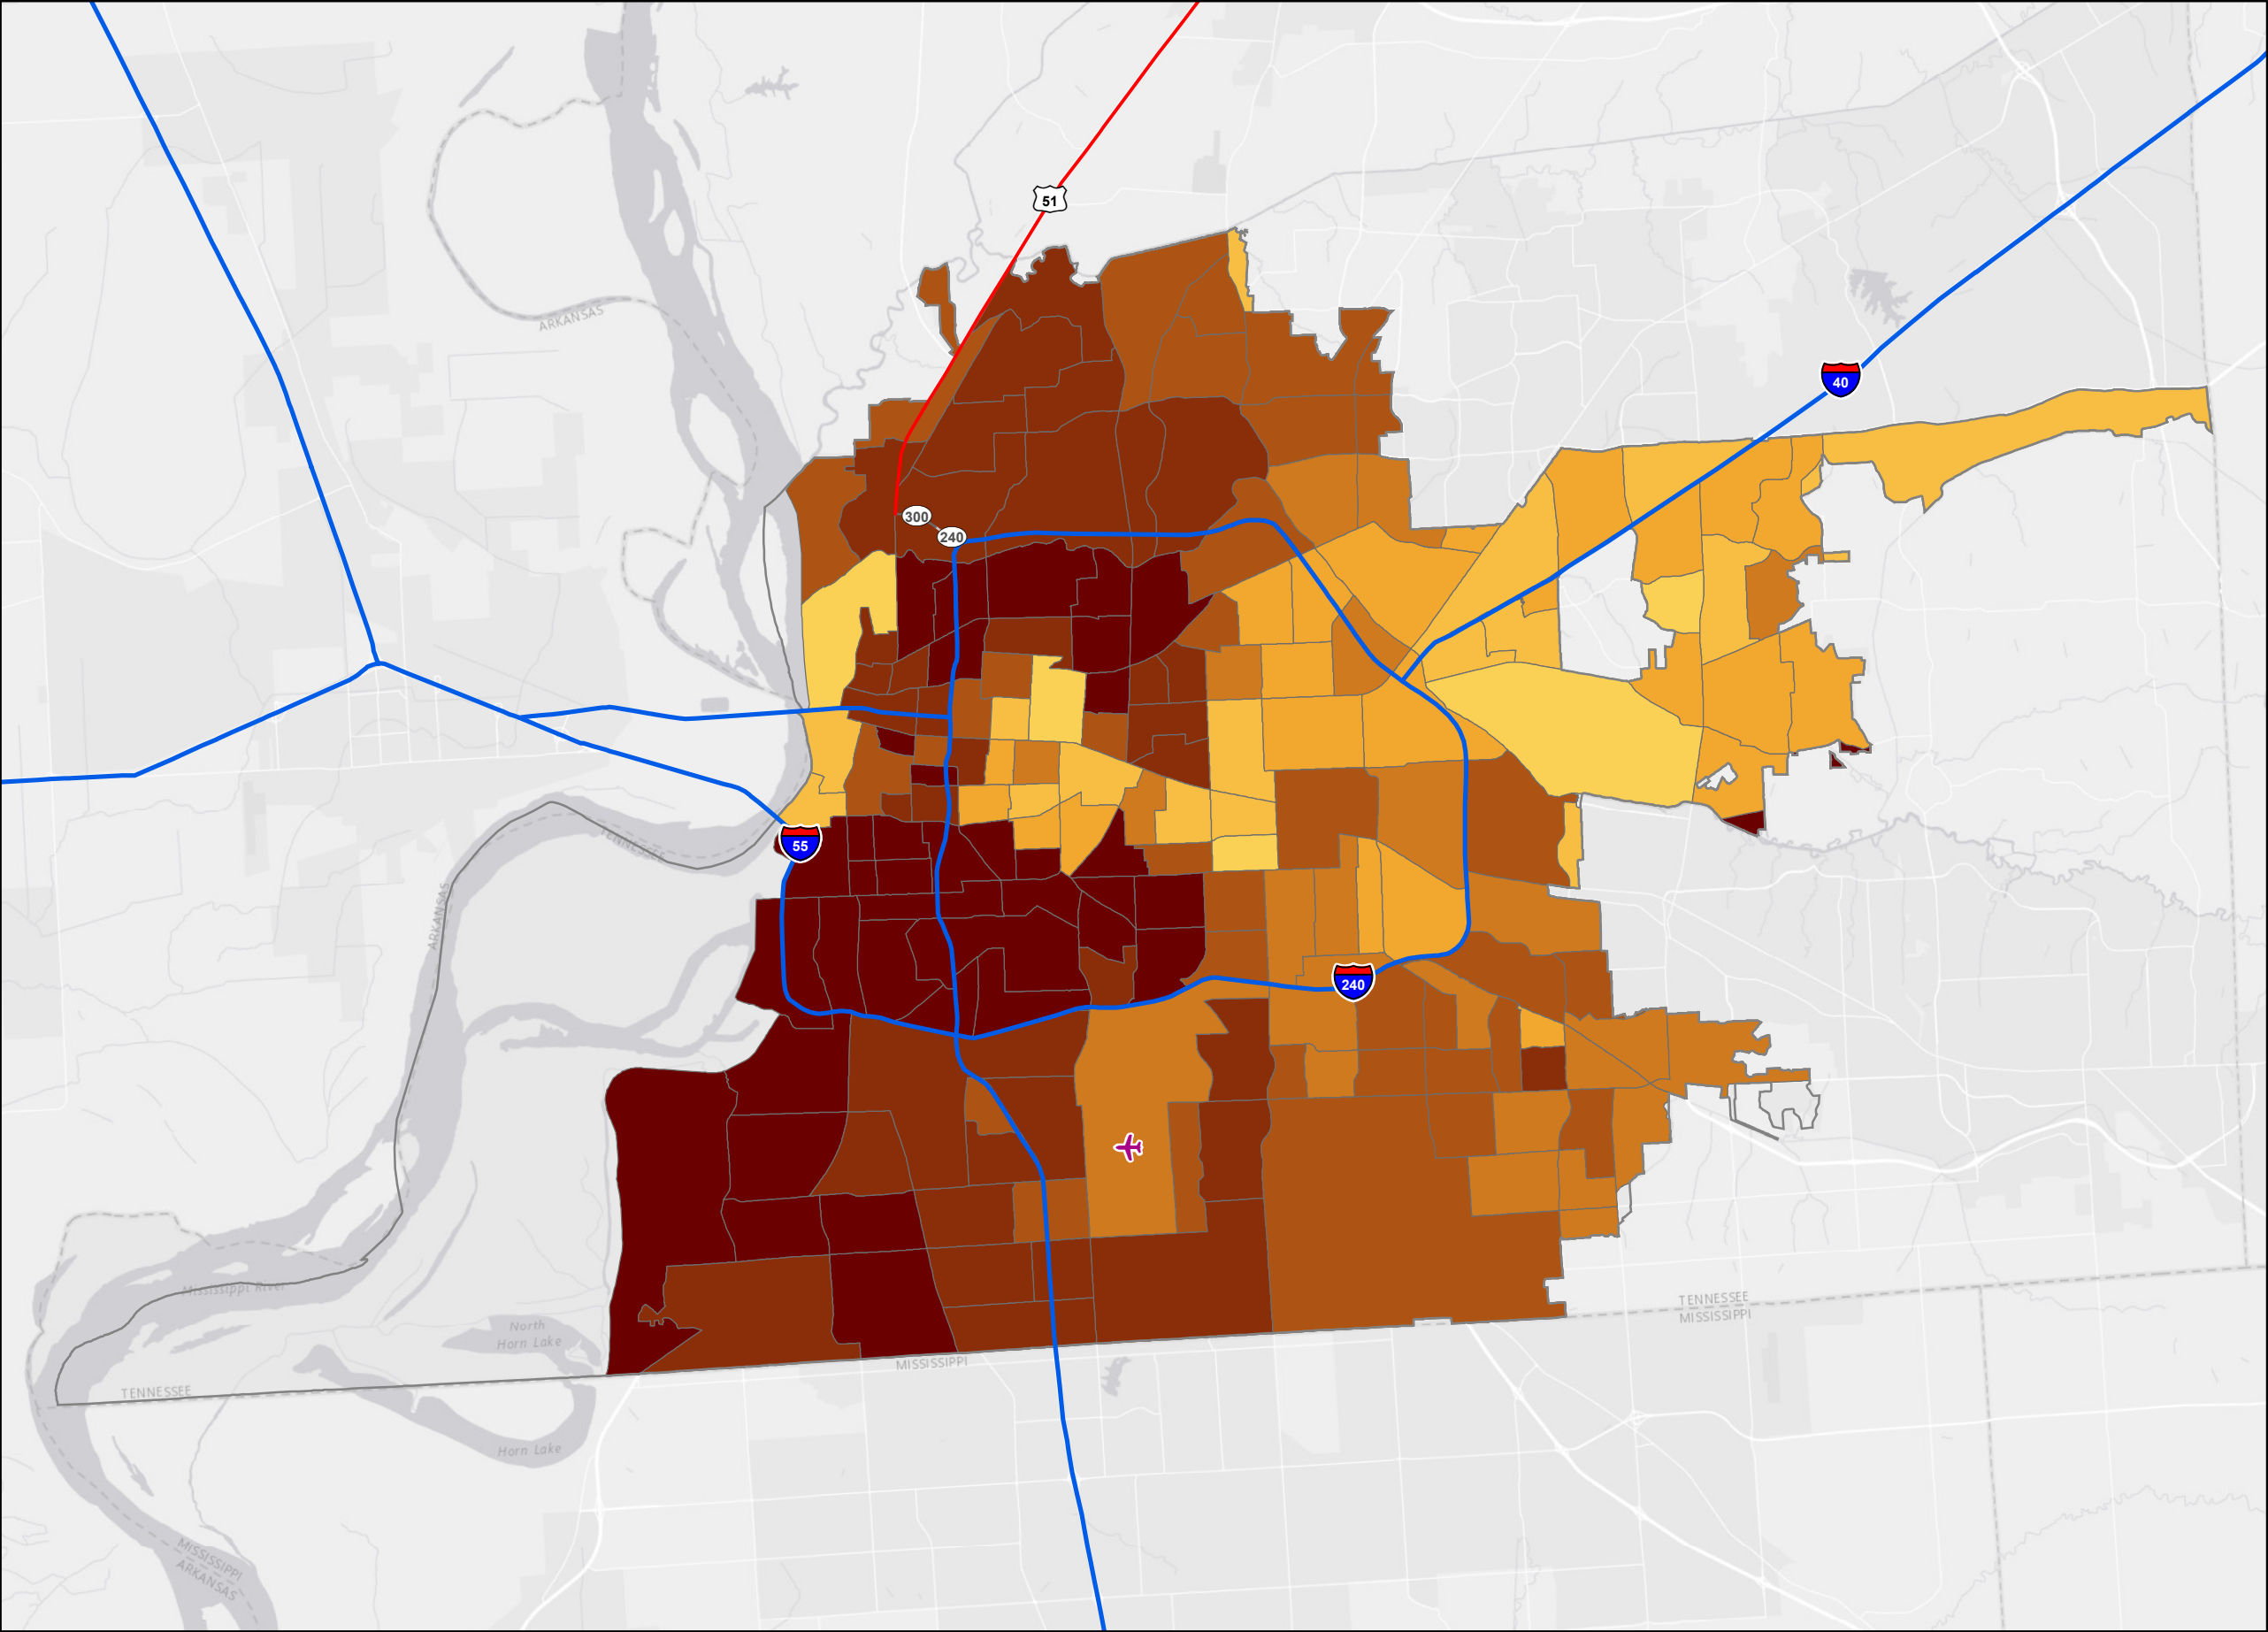 51
ARKANSAS
40
300
240
TENNESSEE
55
ARKANSAS
240
Mississippi River
TENNESSEE
MISSISSIPPI
North
Horn Lake
MISSISSIPPI
TENNESSEE
Horn Lake
MISSISSIPPI
ARKANSAS